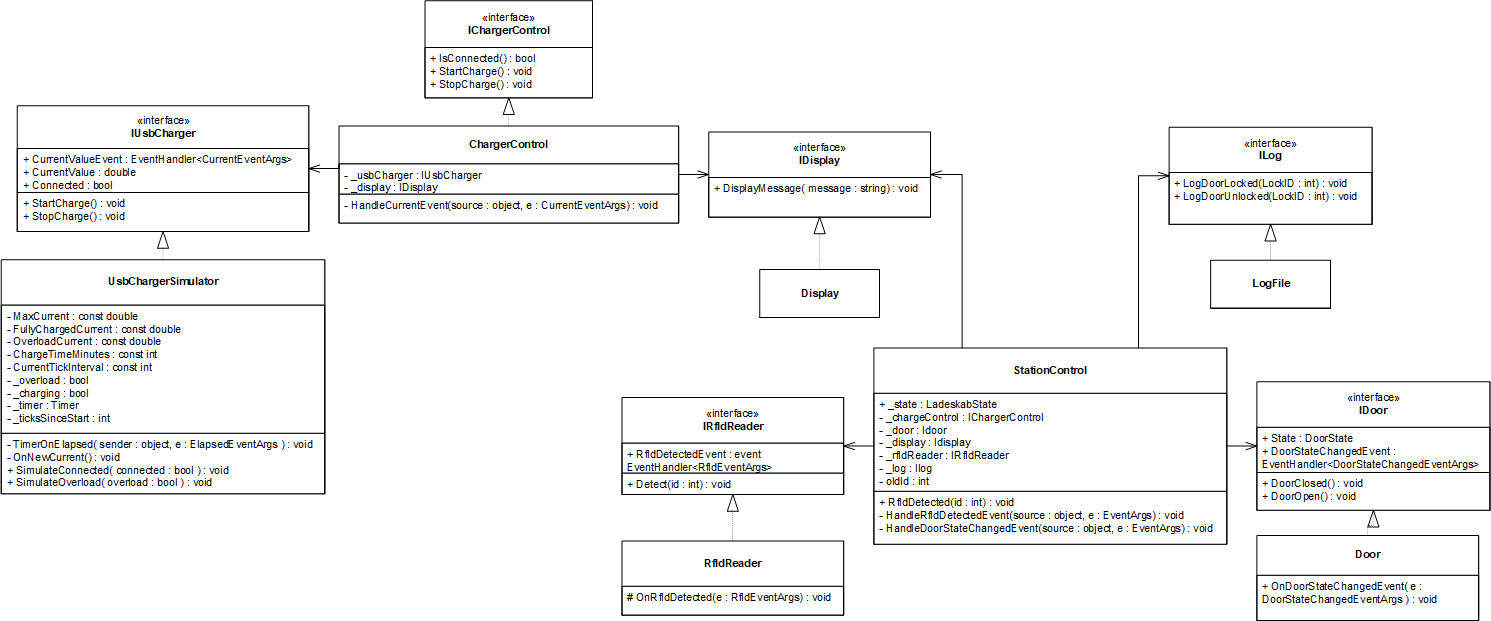 «interface»
IChargerControl
+ IsConnected() : bool
+ StartCharge() : void
+ StopCharge() : void
«interface»
IUsbCharger
+ CurrentValueEvent : EventHandler<CurrentEventArgs>
+ CurrentValue : double
+ Connected : bool
+ StartCharge() : void
+ StopCharge() : void
ChargerControl
- _usbCharger : IUsbCharger
- _display : IDisplay
- HandleCurrentEvent(source : object, e : CurrentEventArgs) : void
«interface»
IDisplay
+ DisplayMessage( message : string) : void
«interface»
ILog
+ LogDoorLocked(LockID : int) : void
+ LogDoorUnlocked(LockID : int) : void
UsbChargerSimulator
- MaxCurrent : const double
- FullyChargedCurrent : const double
- OverloadCurrent : const double
- ChargeTimeMinutes : const int
- CurrentTickInterval : const int
- _overload : bool
- _charging : bool
- _timer : Timer
- _ticksSinceStart : int
- TimerOnElapsed( sender : object, e : ElapsedEventArgs ) : void
- OnNewCurrent() : void
+ SimulateConnected( connected : bool ) : void
+ SimulateOverload( overload : bool ) : void
Display
LogFile
StationControl
+ _state : LadeskabState
- _chargeControl : IChargerControl
- _door : Idoor
- _display : Idisplay
- _rfidReader : IRfidReader
- _log : Ilog
- oldId : int
+ RfidDetected(id : int) : void
- HandleRfidDetectedEvent(source : object, e : EventArgs) : void
- HandleDoorStateChangedEvent(source : object, e : EventArgs) : void
«interface»
IRfidReader
+ RfidDetectedEvent : event
EventHandler<RfidEventArgs>
+ Detect(id : int) : void
RfidReader
# OnRfidDetected(e : RfidEventArgs) : void
«interface»
IDoor
+ State : DoorState
+ DoorStateChangedEvent :
EventHandler<DoorStateChangedEventArgs>
+ DoorClosed() : void
+ DoorOpen() : void
Door
+ OnDoorStateChangedEvent( e :
DoorStateChangedEventArgs ) : void